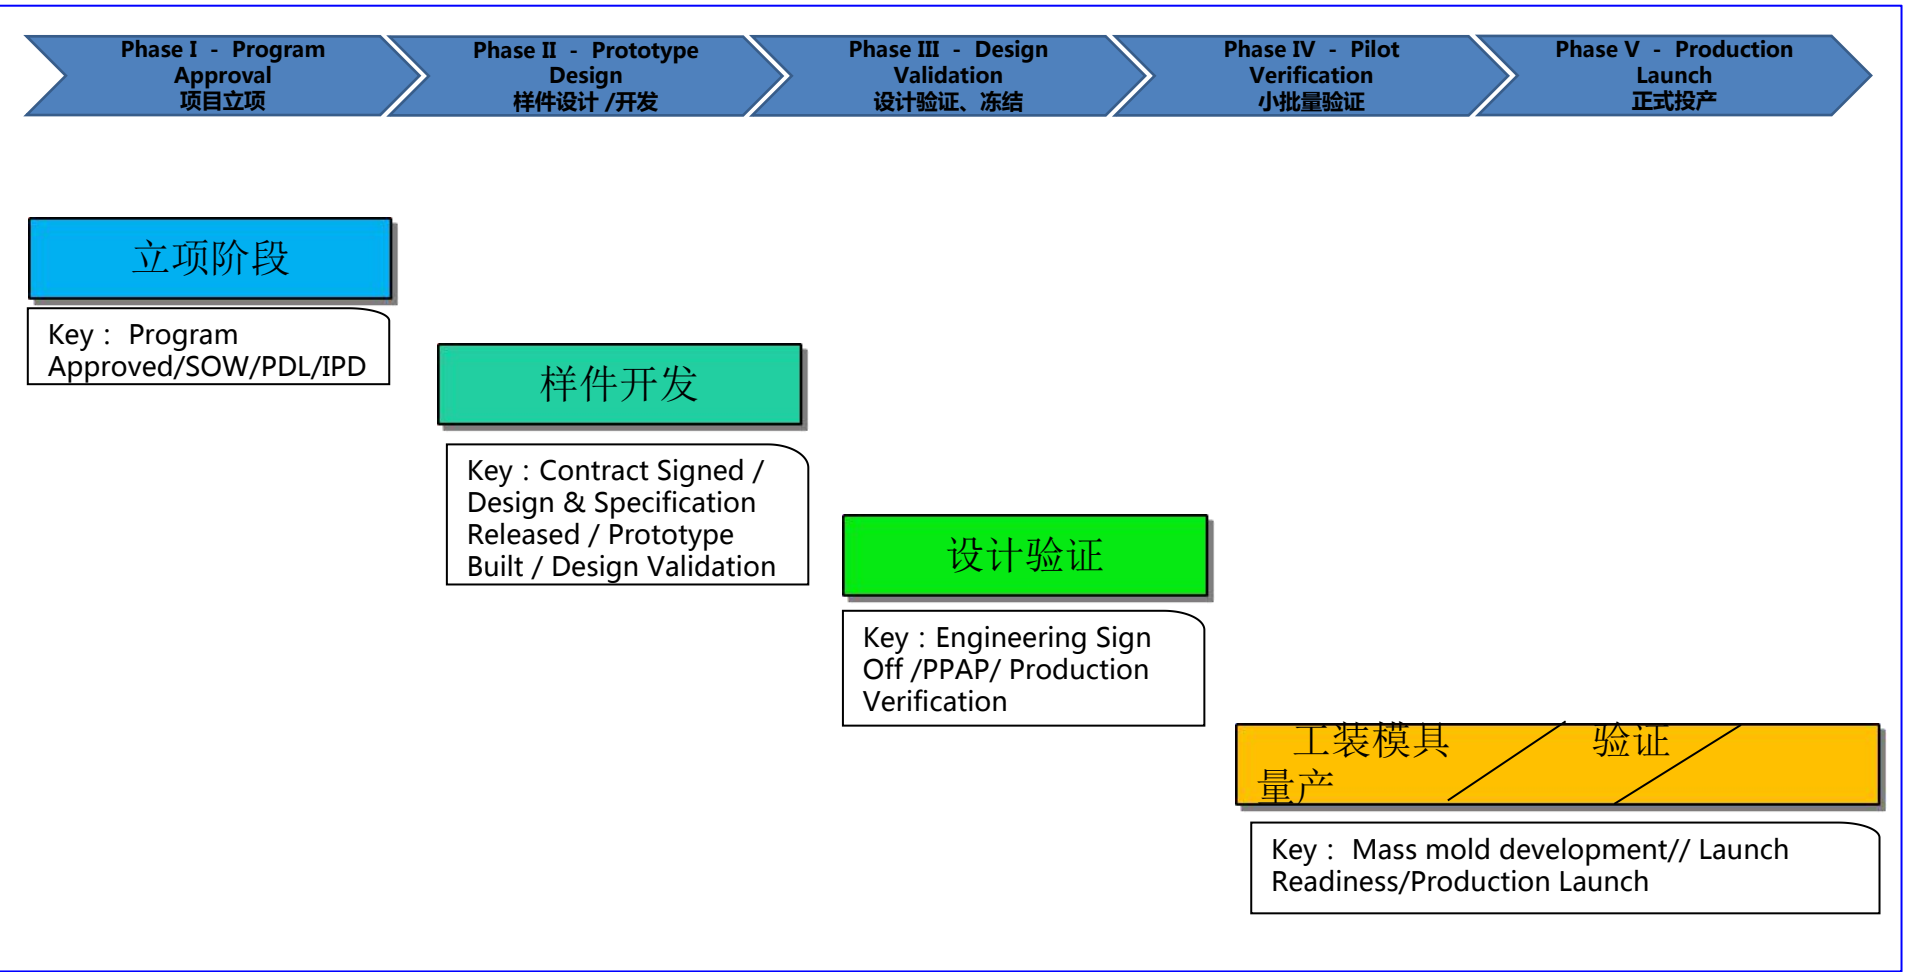 Phase I - Program
Approval
项目立项
Phase II - Prototype
Design
样件设计 /开发
Phase III - Design
Validation
设计验证、冻结
Phase IV - Pilot
Verification
小批量验证
Phase V - Production
Launch
正式投产
立项阶段
Key： Program
Approved/SOW/PDL/IPD
样件开发
Key：Contract Signed /
Design & Specification
Released / Prototype
Built / Design Validation
设计验证
Key：Engineering Sign
Off /PPAP/ Production
Verification
工装模具 验证
量产
Key： Mass mold development// Launch
Readiness/Production Launch